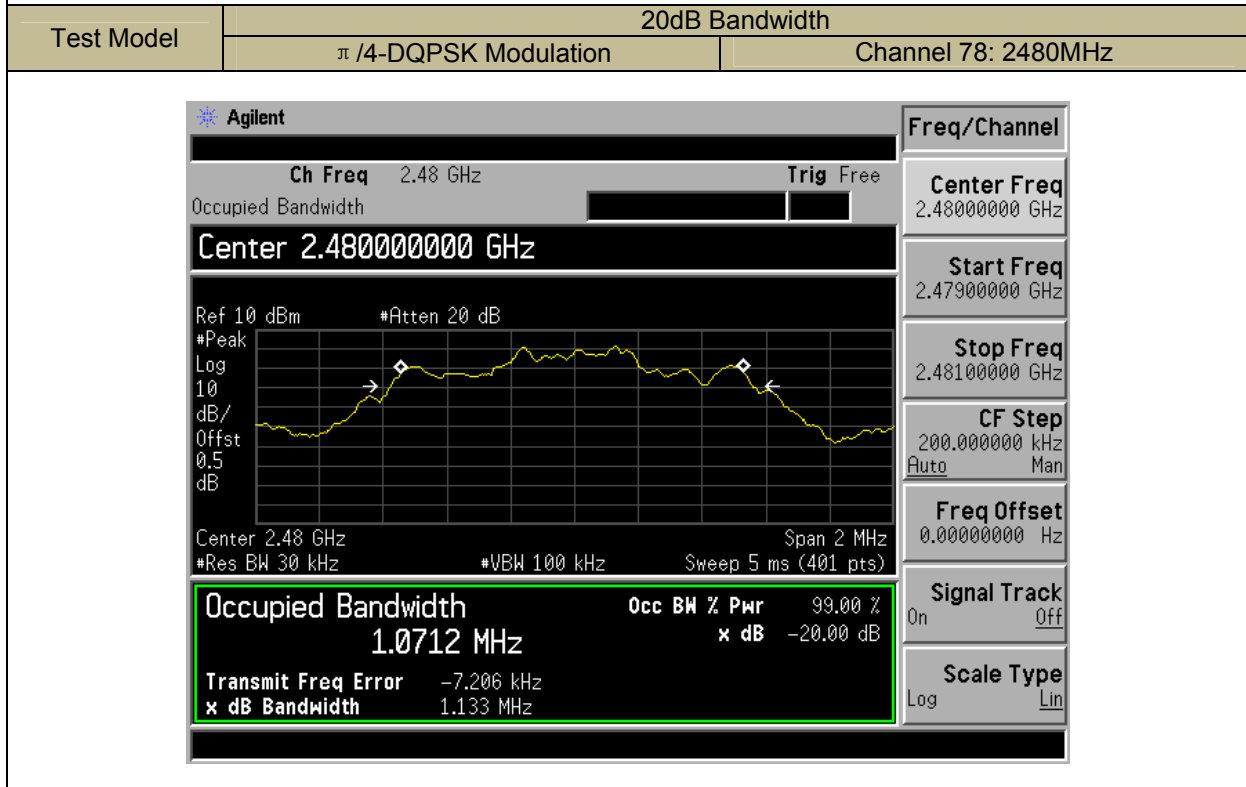 Test Model
20dB Bandwidth
π /4-DQPSK Modulation
Channel 78: 2480MHz
Agilent
Freq/Channel
Ch Freq 2.48 GHz
Trig Free
Occupied Bandwidth
Center 2.480000000 GHz
Center Freq
2.48000000 GHz
Start Freq
2.47900000 GHz
Stop Freq
2.48100000 GHz
CF Step
200.000000 kHz
Auto Man
Freq Offset
0.00000000 Hz
Signal Track
On Off
Scale Type
Log Lin
Ref 10 dBm #Atten 20 dB
#Peak
Log
10
dB/
Offst
0.5
dB
Center 2.48 GHz Span 2 MHz
#Res BW 30 kHz #VBW 100 kHz Sweep 5 ms (401 pts)
Occupied Bandwidth
1.0712 MHz
Occ BW % Pwr 99.00 %
x dB -20.00 dB
Transmit Freq Error -7.206 kHz
x dB Bandwidth 1.133 MHz